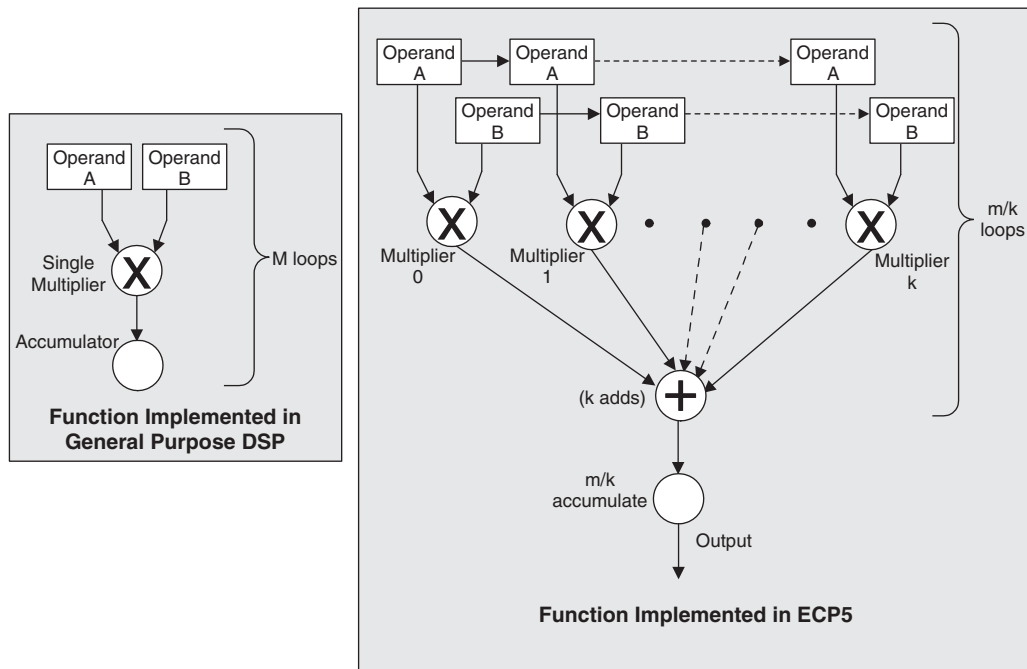 Operand
A
Operand
B
Single
Multiplier
X
Accumulator
M loops
Function Implemented in
General Purpose DSP
Operand
A
Operand
A
Operand
A
Operand
B
Operand
B
Operand
B
X
X
X
Multiplier
0
Multiplier
1
Multiplier
k
m/k
loops
(k adds)
+
m/k
accumulate
Output
Function Implemented in ECP5